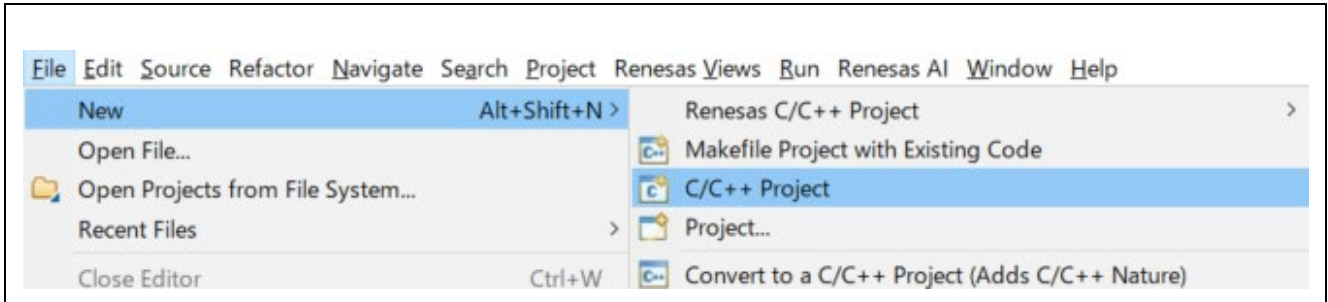 File Edit Source Refactor Navigate Search Project Renesas Views Run Renesas AI Window Help
New Alt+Shift+N > Renesas C/C++ Project >
Open File... Makefile Project with Existing Code
Open Projects from File System... C/C++ Project
Recent Files > Project...
Close Editor Ctrl+W Convert to a C/C++ Project (Adds C/C++ Nature)